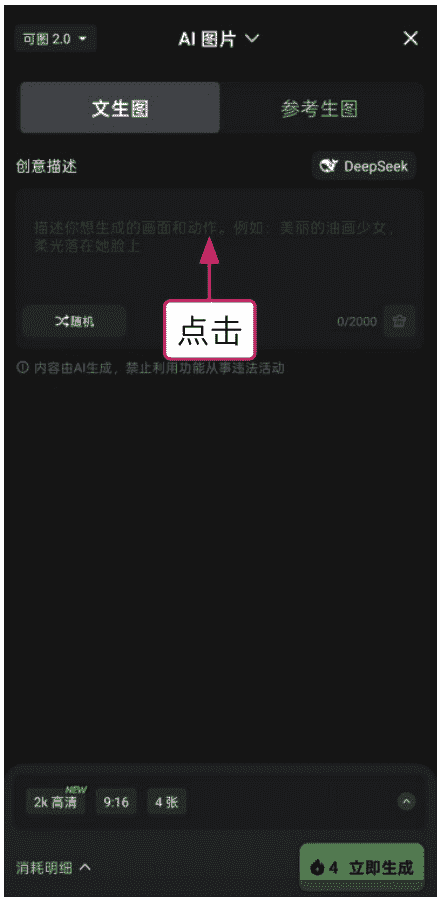 可图 2.0
AI 图片
文生图
参考生图
创意描述
DeepSeek
描述你想生成的画面和动作。例如：美丽的油画少女，
柔光落在她脸上
点击
随机
0/2000
内容由AI生成，禁止利用功能从事违法活动
NEW
2k 高清
9:16
4 张
消耗明细
4 立即生成